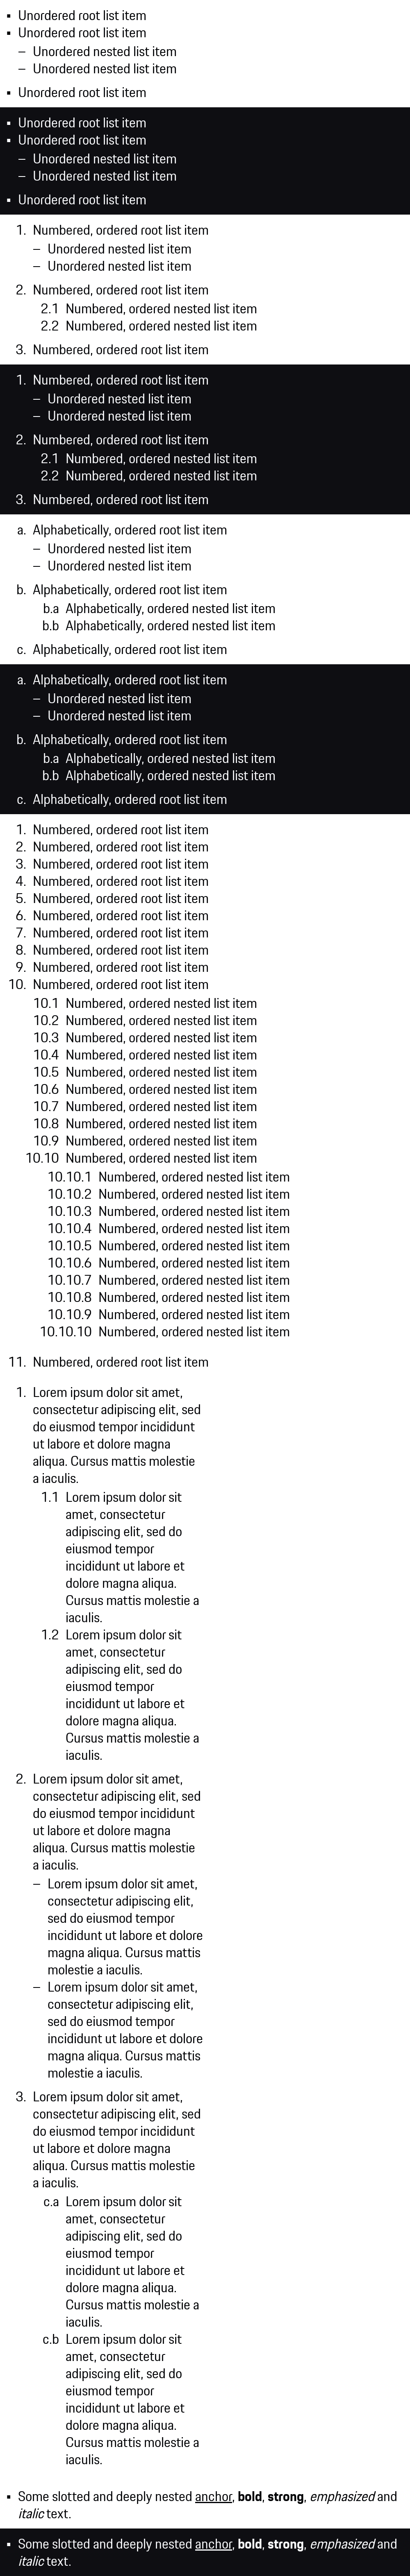 ▪ Unordered root list item
▪ Unordered root list item
– Unordered nested list item
– Unordered nested list item
▪ Unordered root list item
▪ Unordered root list item
▪ Unordered root list item
– Unordered nested list item
– Unordered nested list item
▪ Unordered root list item
1. Numbered, ordered root list item
– Unordered nested list item
– Unordered nested list item
2. Numbered, ordered root list item
2.1 Numbered, ordered nested list item
2.2 Numbered, ordered nested list item
3. Numbered, ordered root list item
1. Numbered, ordered root list item
– Unordered nested list item
– Unordered nested list item
2. Numbered, ordered root list item
2.1 Numbered, ordered nested list item
2.2 Numbered, ordered nested list item
3. Numbered, ordered root list item
a. Alphabetically, ordered root list item
– Unordered nested list item
– Unordered nested list item
b. Alphabetically, ordered root list item
b.a Alphabetically, ordered nested list item
b.b Alphabetically, ordered nested list item
c. Alphabetically, ordered root list item
a. Alphabetically, ordered root list item
– Unordered nested list item
– Unordered nested list item
b. Alphabetically, ordered root list item
b.a Alphabetically, ordered nested list item
b.b Alphabetically, ordered nested list item
c. Alphabetically, ordered root list item
1. Numbered, ordered root list item
2. Numbered, ordered root list item
3. Numbered, ordered root list item
4. Numbered, ordered root list item
5. Numbered, ordered root list item
6. Numbered, ordered root list item
7. Numbered, ordered root list item
8. Numbered, ordered root list item
9. Numbered, ordered root list item
10. Numbered, ordered root list item
10.1 Numbered, ordered nested list item
10.2 Numbered, ordered nested list item
10.3 Numbered, ordered nested list item
10.4 Numbered, ordered nested list item
10.5 Numbered, ordered nested list item
10.6 Numbered, ordered nested list item
10.7 Numbered, ordered nested list item
10.8 Numbered, ordered nested list item
10.9 Numbered, ordered nested list item
10.10 Numbered, ordered nested list item
10.10.1 Numbered, ordered nested list item
10.10.2 Numbered, ordered nested list item
10.10.3 Numbered, ordered nested list item
10.10.4 Numbered, ordered nested list item
10.10.5 Numbered, ordered nested list item
10.10.6 Numbered, ordered nested list item
10.10.7 Numbered, ordered nested list item
10.10.8 Numbered, ordered nested list item
10.10.9 Numbered, ordered nested list item
10.10.10 Numbered, ordered nested list item
11. Numbered, ordered root list item
1. Lorem ipsum dolor sit amet,
consectetur adipiscing elit, sed
do eiusmod tempor incididunt
ut labore et dolore magna
aliqua. Cursus mattis molestie
a iaculis.
1.1 Lorem ipsum dolor sit
amet, consectetur
adipiscing elit, sed do
eiusmod tempor
incididunt ut labore et
dolore magna aliqua.
Cursus mattis molestie a
iaculis.
1.2 Lorem ipsum dolor sit
amet, consectetur
adipiscing elit, sed do
eiusmod tempor
incididunt ut labore et
dolore magna aliqua.
Cursus mattis molestie a
iaculis.
2. Lorem ipsum dolor sit amet,
consectetur adipiscing elit, sed
do eiusmod tempor incididunt
ut labore et dolore magna
aliqua. Cursus mattis molestie
a iaculis.
– Lorem ipsum dolor sit amet,
consectetur adipiscing elit,
sed do eiusmod tempor
incididunt ut labore et dolore
magna aliqua. Cursus mattis
molestie a iaculis.
– Lorem ipsum dolor sit amet,
consectetur adipiscing elit,
sed do eiusmod tempor
incididunt ut labore et dolore
magna aliqua. Cursus mattis
molestie a iaculis.
3. Lorem ipsum dolor sit amet,
consectetur adipiscing elit, sed
do eiusmod tempor incididunt
ut labore et dolore magna
aliqua. Cursus mattis molestie
a iaculis.
c.a Lorem ipsum dolor sit
amet, consectetur
adipiscing elit, sed do
eiusmod tempor
incididunt ut labore et
dolore magna aliqua.
Cursus mattis molestie a
iaculis.
c.b Lorem ipsum dolor sit
amet, consectetur
adipiscing elit, sed do
eiusmod tempor
incididunt ut labore et
dolore magna aliqua.
Cursus mattis molestie a
iaculis.
▪ Some slotted and deeply nested anchor, bold, strong, emphasized and
italic text.
▪ Some slotted and deeply nested anchor, bold, strong, emphasized and
italic text.